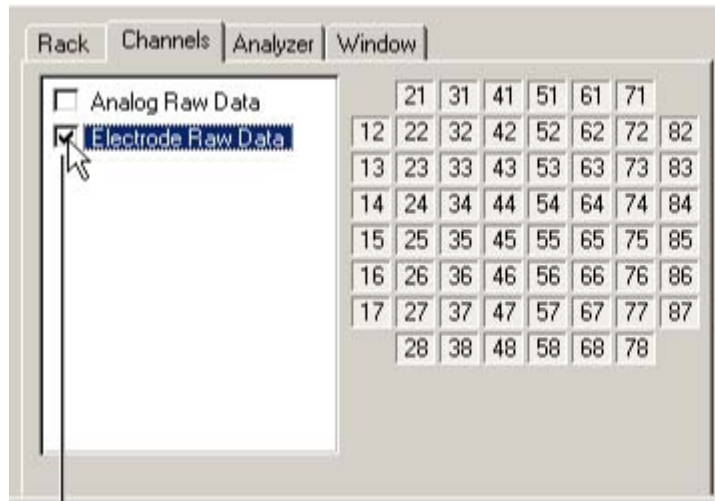 Rack Channels Analyzer Window
Analog Raw Data
Electrode Raw Data
21 31 41 51 61 71
12 22 32 42 52 62 72 82
13 23 33 43 53 63 73 83
14 24 34 44 54 64 74 84
15 25 35 45 55 65 75 85
16 26 36 46 56 66 76 86
17 27 37 47 57 67 77 87
28 38 48 58 68 78